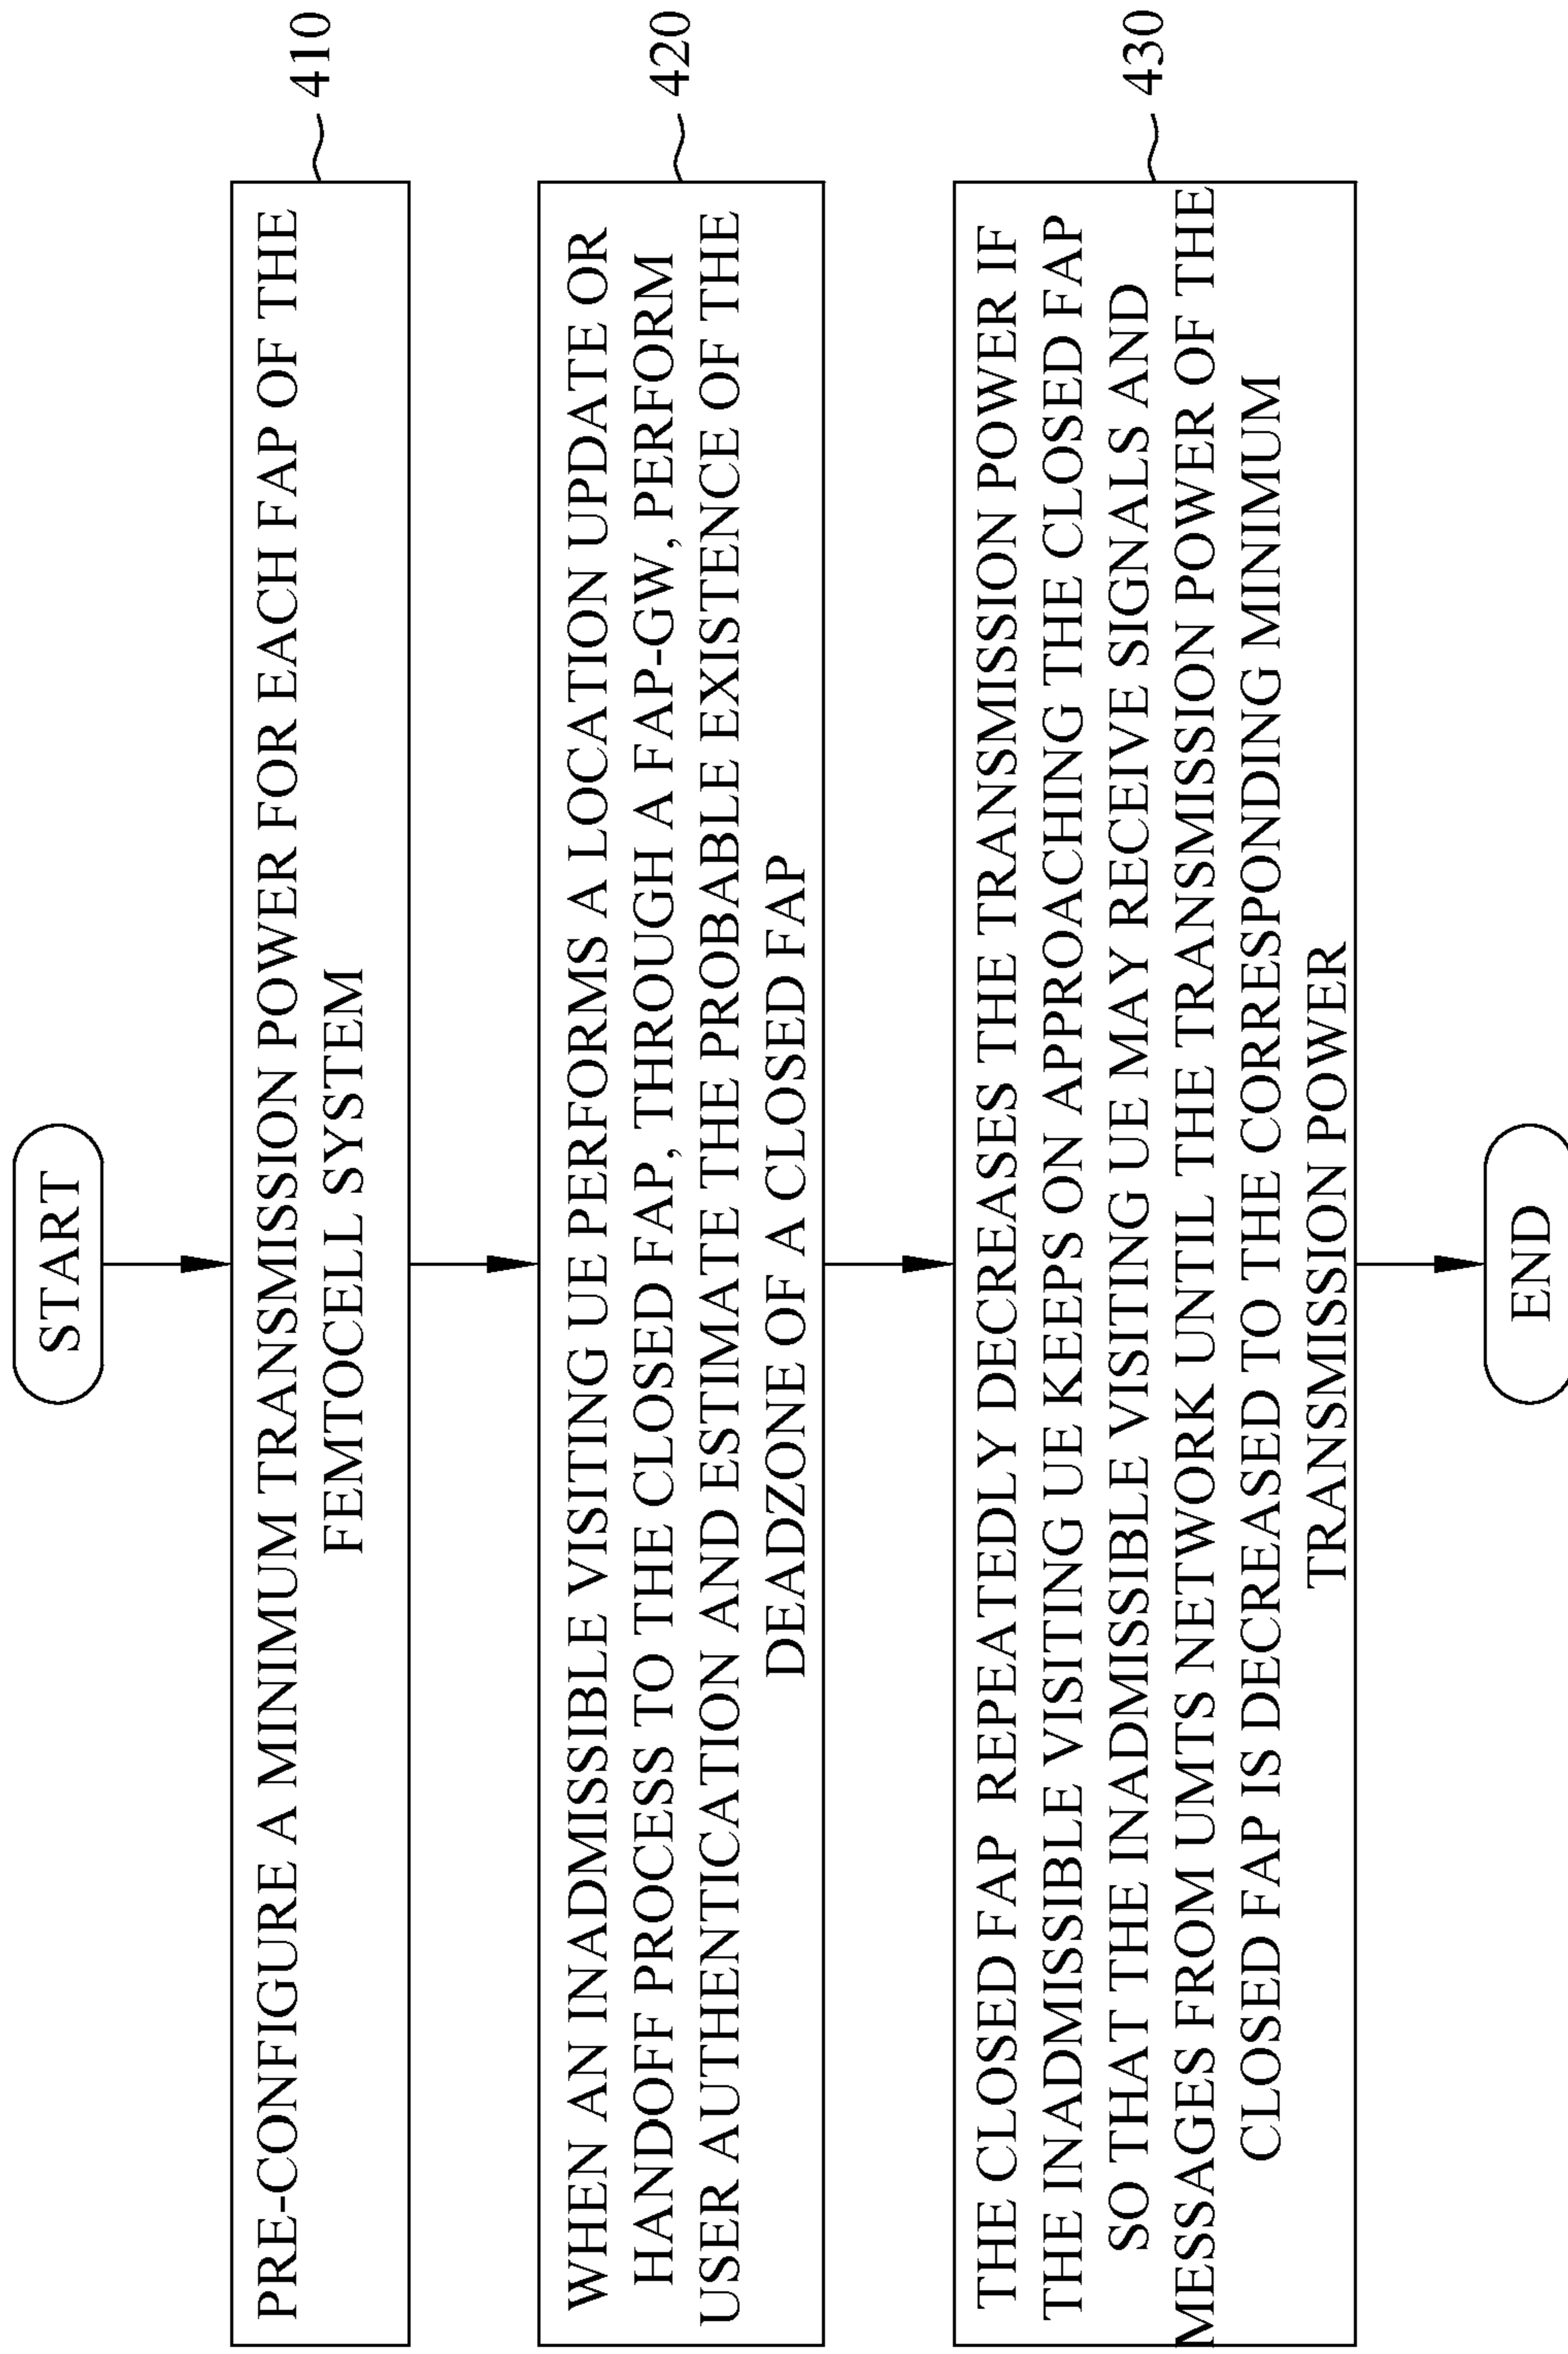 START
PRE-CONFIGURE A MINIMUM TRANSMISSION POWER FOR EACH FAP OF THE
FEMTOCELL SYSTEM
410
WHEN AN INADMISSIBLE VISITING UE PERFORMS A LOCATION UPDATE OR
HANDOFF PROCESS TO THE CLOSED FAP, THROUGH A FAP-GW, PERFORM
USER AUTHENTICATION AND ESTIMATE THE PROBABLE EXISTENCE OF THE
DEADZONE OF A CLOSED FAP
420
THE CLOSED FAP REPEATEDLY DECREASES THE TRANSMISSION POWER IF
THE INADMISSIBLE VISITING UE KEEPS ON APPROACHING THE CLOSED FAP
SO THAT THE INADMISSIBLE VISITING UE MAY RECEIVE SIGNALS AND
MESSAGES FROM UMTS NETWORK UNTIL THE TRANSMISSION POWER OF THE
CLOSED FAP IS DECREASED TO THE CORRESPONDING MINIMUM
TRANSMISSION POWER
430
END